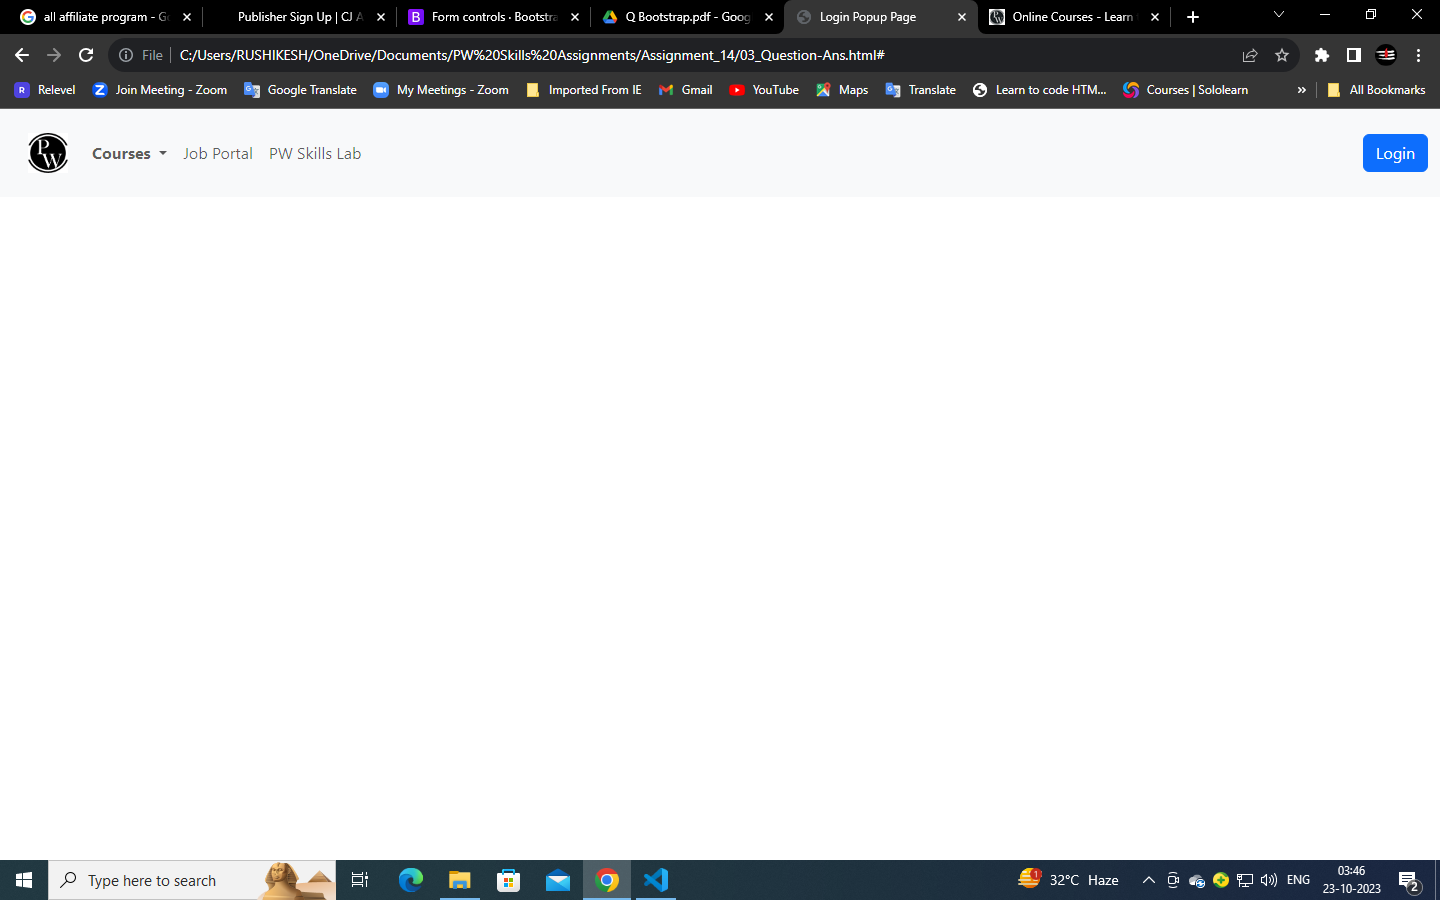 all affiliate program - Go
Publisher Sign Up | CJ A
Form controls · Bootstra
Q Bootstrap.pdf - Goog
Login Popup Page
Online Courses - Learn
File
C:/Users/RUSHIKESH/OneDrive/Documents/PW%20Skills%20Assignments/Assignment_14/03_Question-Ans.html#
R Relevel
Z Join Meeting - Zoom
Google Translate
My Meetings - Zoom
Imported From IE
Gmail
YouTube
Maps
Translate
Learn to code HTM...
Courses | Sololearn
»
All Bookmarks
PW
Courses
Job Portal
PW Skills Lab
Login
Type here to search
1
32°C Haze
ENG
03:46
23-10-2023
2